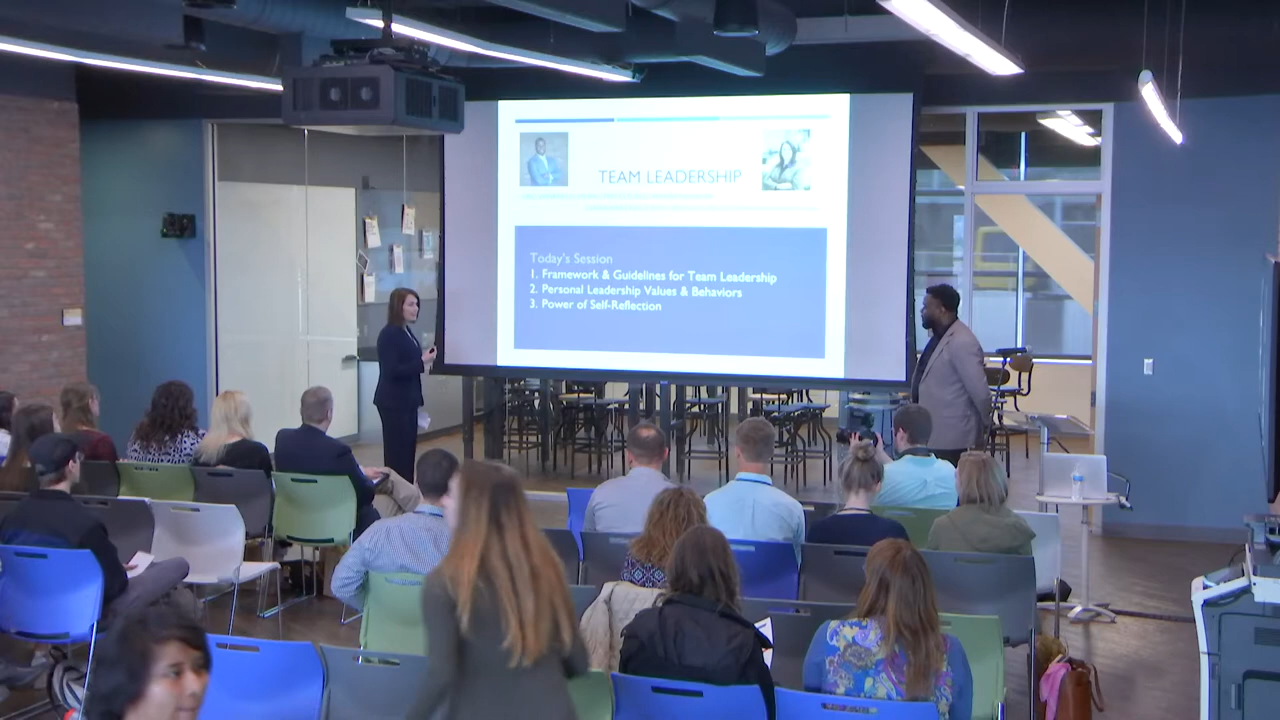 TEAM LEADERSHIP
Today's Session
1. Framework & Guidelines for Team Leadership
2. Personal Leadership Values & Behaviors
3. Power of Self-Reflection